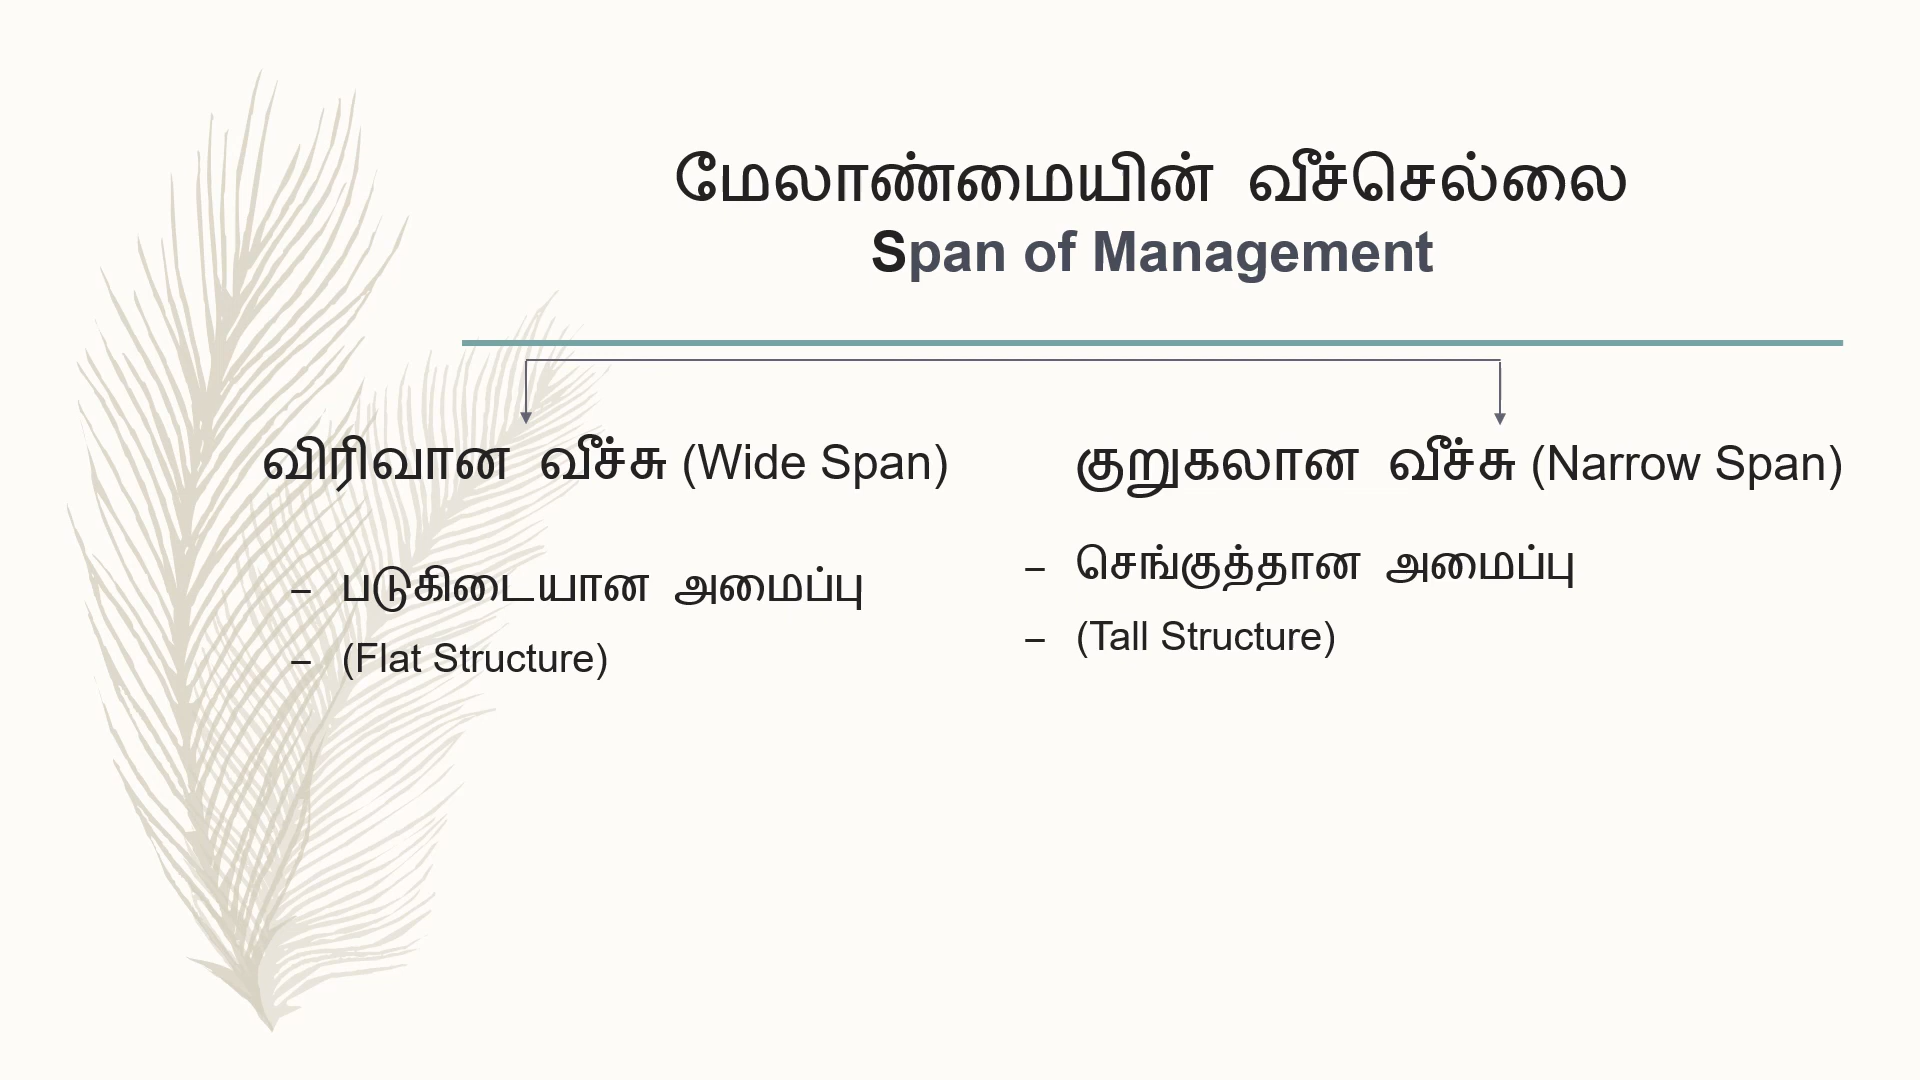 மேலாண்மையின் வீச்செல்லை
Span of Management
விரிவான வீச்சு (Wide Span)
– படுகிடையான அமைப்பு
– (Flat Structure)
குறுகலான வீச்சு (Narrow Span)
– செங்குத்தான அமைப்பு
– (Tall Structure)